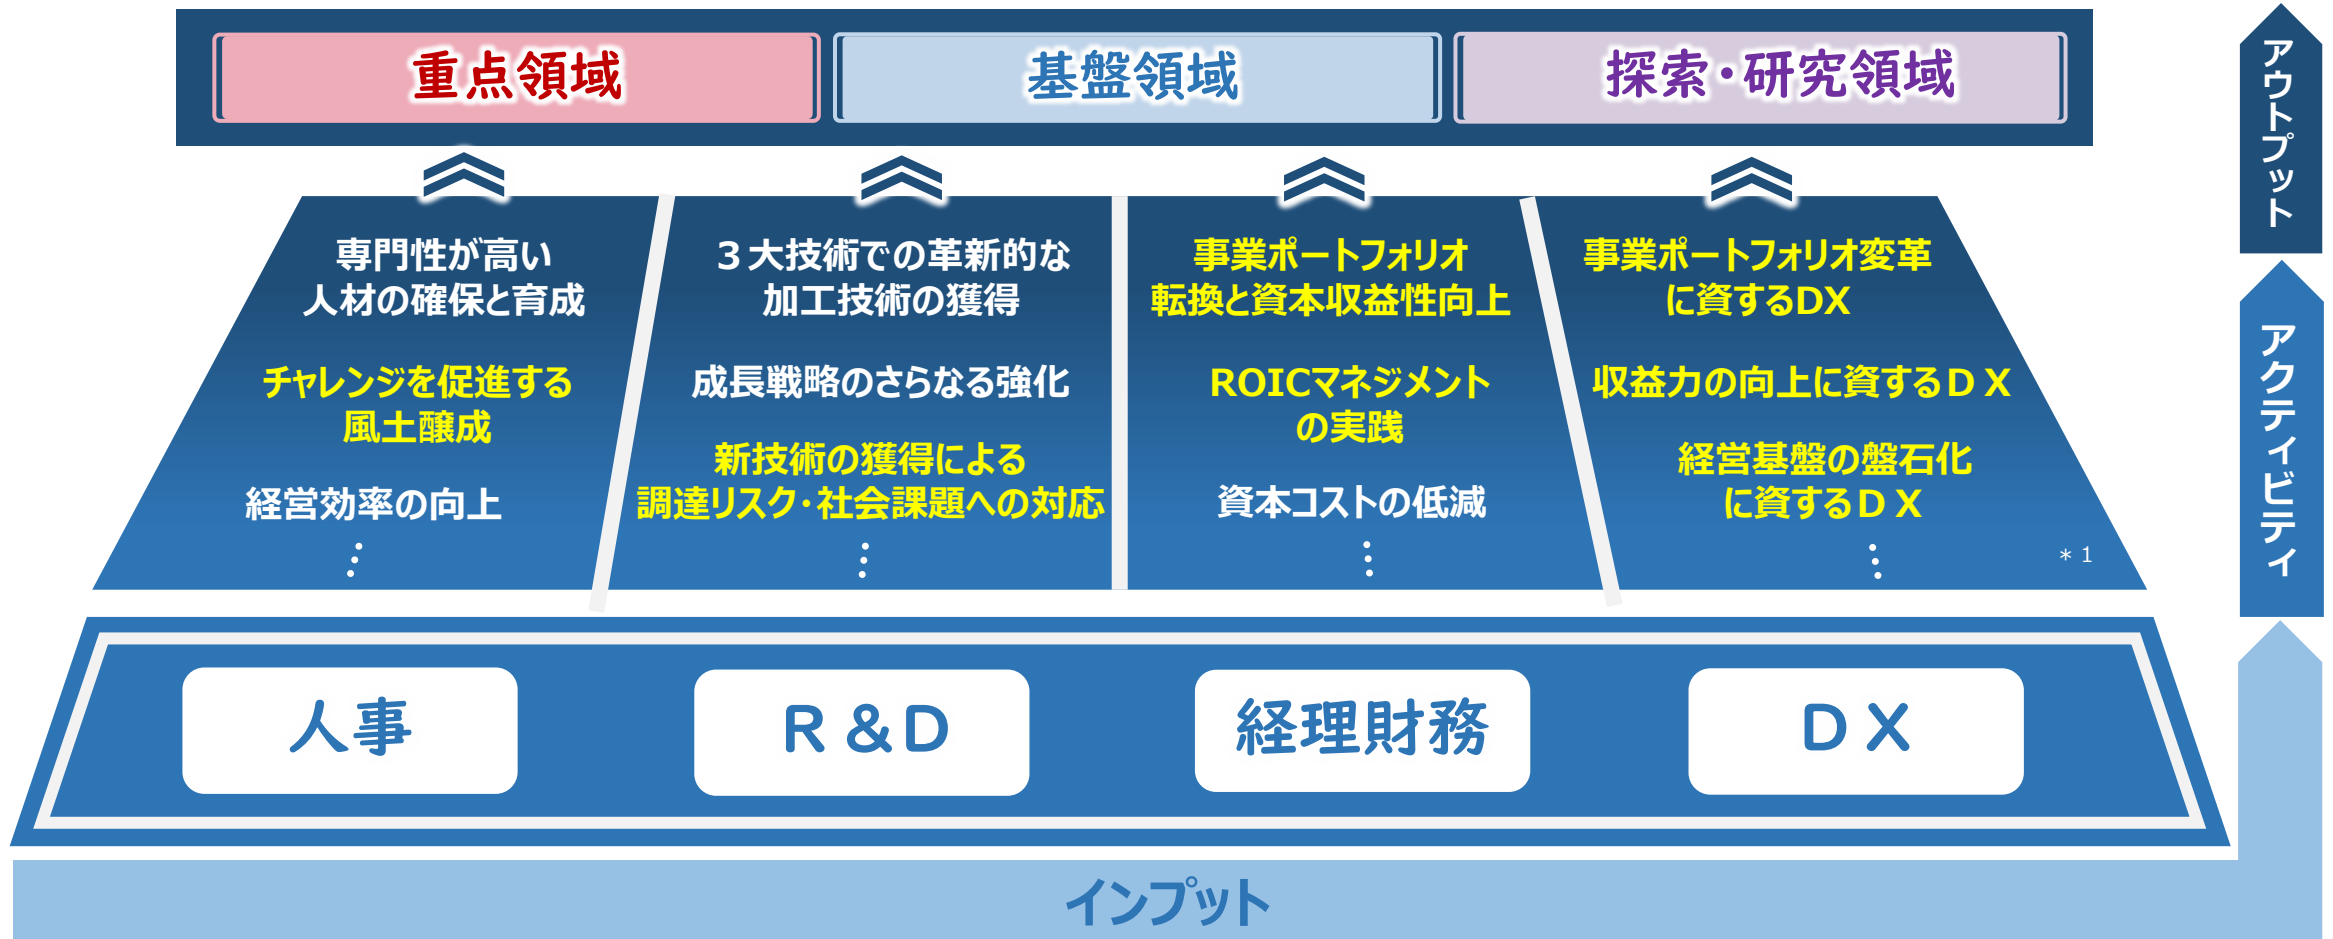 重点領域
基盤領域
探索・研究領域
アウトプット
専門性が高い
人材の確保と育成
チャレンジを促進する
風土醸成
経営効率の向上
…
３大技術での革新的な
加工技術の獲得
成長戦略のさらなる強化
新技術の獲得による
調達リスク・社会課題への対応
…
事業ポートフォリオ
転換と資本収益性向上
ROICマネジメント
の実践
資本コストの低減
…
事業ポートフォリオ変革
に資するDX
収益力の向上に資するＤＸ
経営基盤の盤石化
に資するＤＸ
…
＊1
アクティビティ
人事
Ｒ＆Ｄ
経理財務
ＤＸ
インプット